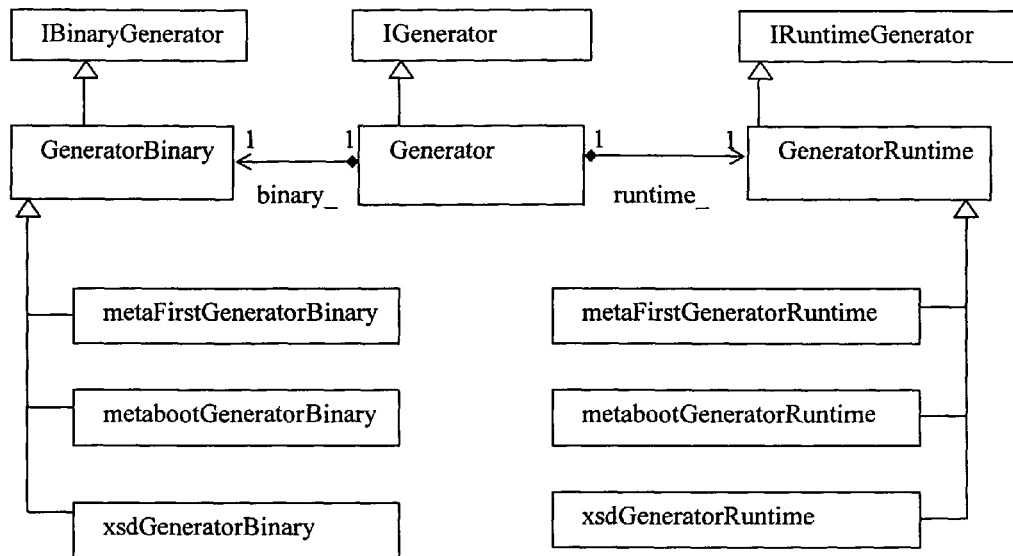 IBinaryGenerator
IGenerator
IRuntimeGenerator
GeneratorBinary
1
1
Generator
1
1
GeneratorRuntime
binary_
runtime_
metaFirstGeneratorBinary
metaFirstGeneratorRuntime
metabootGeneratorBinary
metabootGeneratorRuntime
xsdGeneratorBinary
xsdGeneratorRuntime